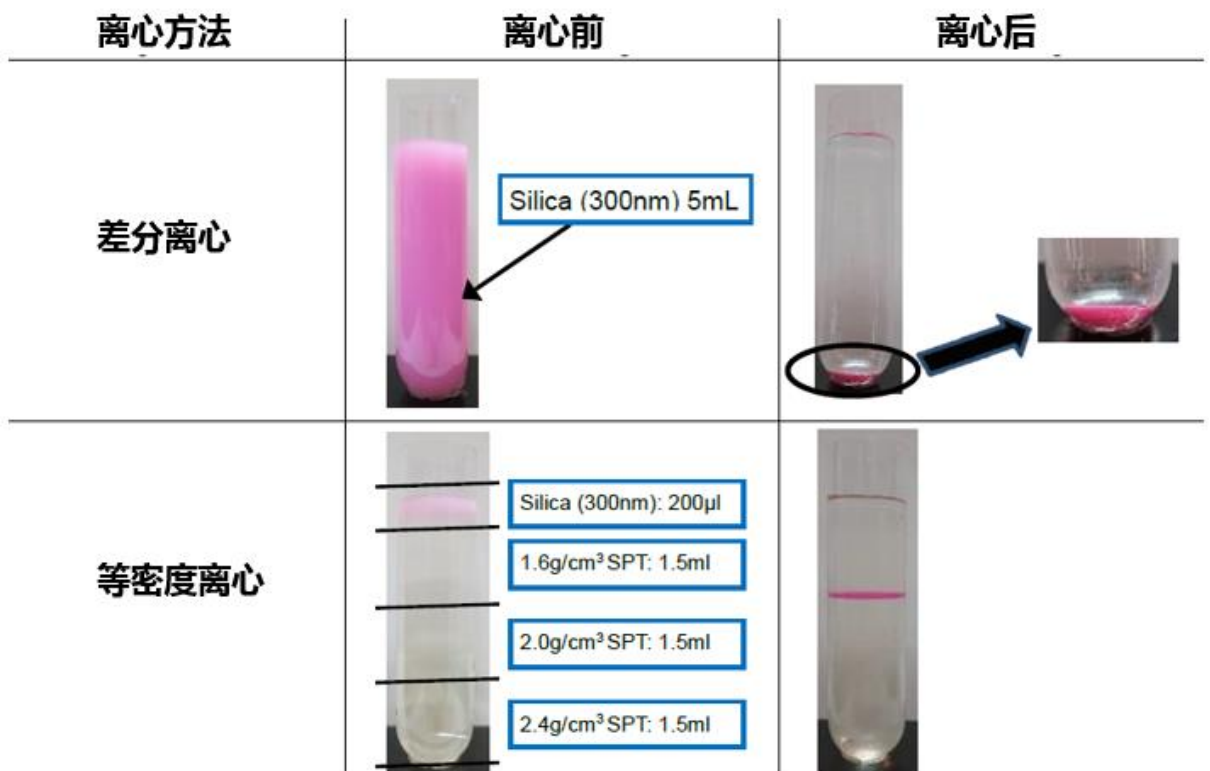 离心方法 离心前 离心后
差分离心
Silica (300nm) 5mL
等密度离心
Silica (300nm): 200µl
1.6g/cm³ SPT: 1.5ml
2.0g/cm³ SPT: 1.5ml
2.4g/cm³ SPT: 1.5ml